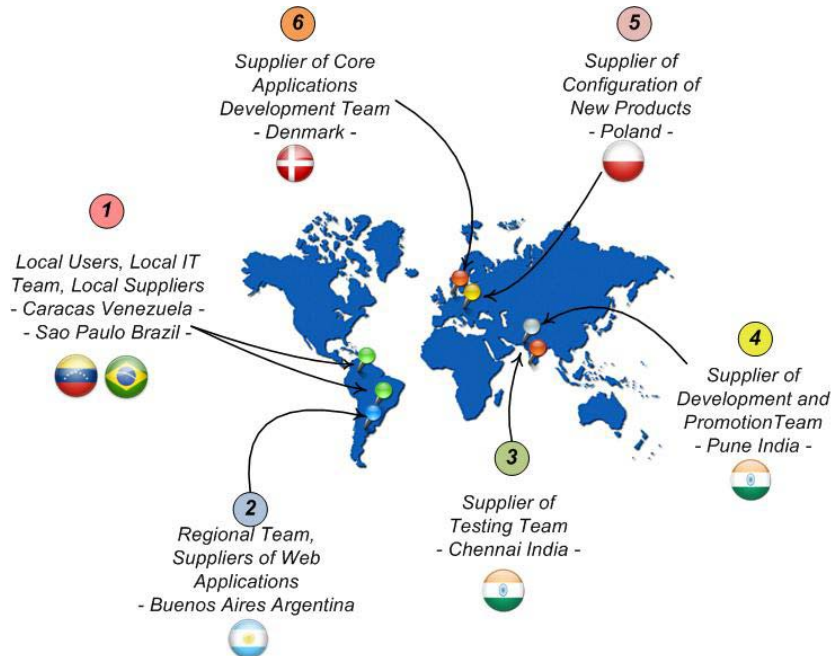 6
Supplier of Core
Applications
Development Team
- Denmark -
5
Supplier of
Configuration of
New Products
- Poland -
1
Local Users, Local IT
Team, Local Suppliers
- Caracas Venezuela -
- Sao Paulo Brazil -
4
Supplier of
Development and
PromotionTeam
- Pune India -
3
Supplier of
Testing Team
- Chennai India -
2
Regional Team,
Suppliers of Web
Applications
- Buenos Aires Argentina